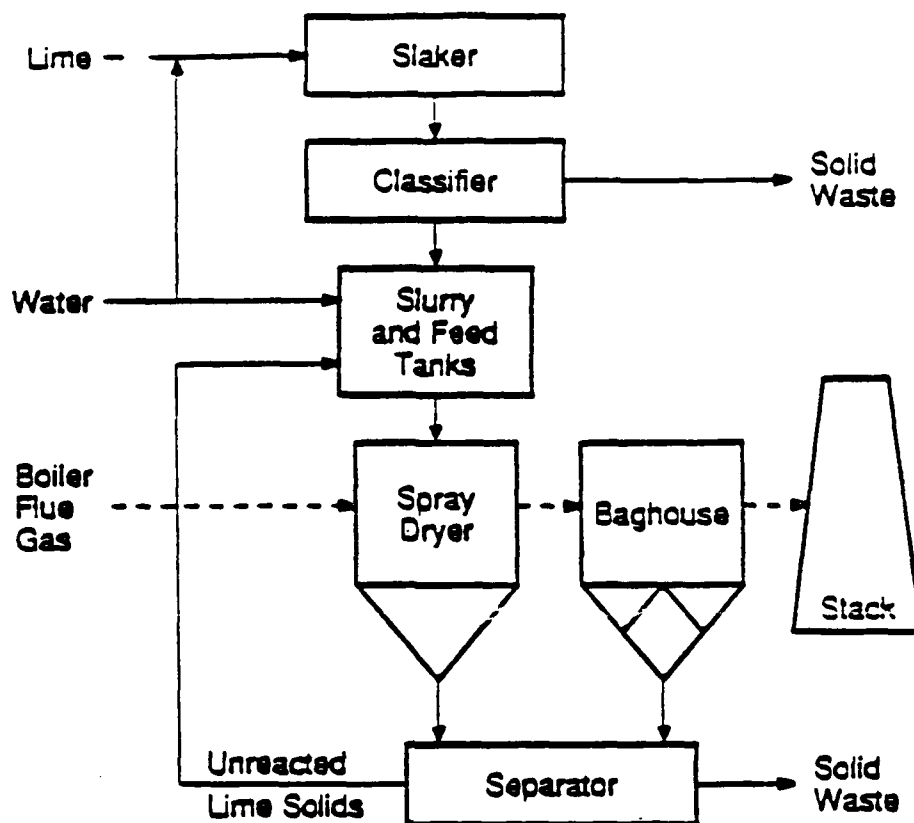 Lime
Slaker
Classifier
Solid
Waste
Water
Slurry
and Feed
Tanks
Boiler
Flue
Gas
Spray
Dryer
Baghouse
Stack
Unreacted
Lime Solids
Separator
Solid
Waste